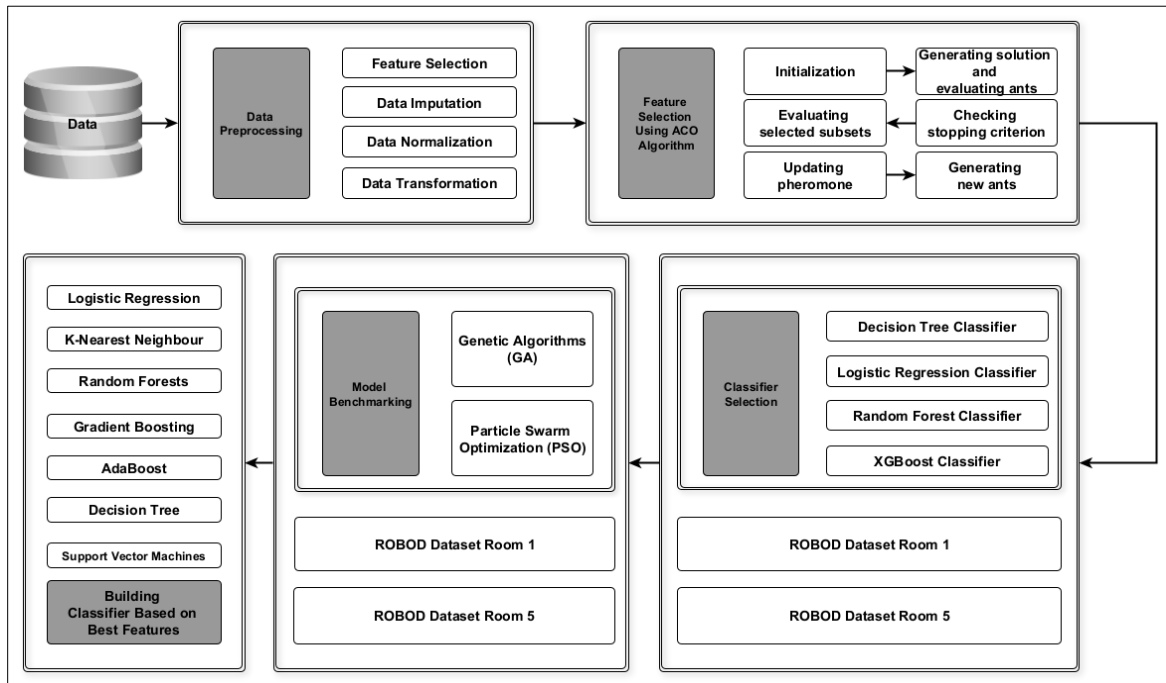 Data
Data
Preprocessing
Feature Selection
Data Imputation
Data Normalization
Data Transformation
Feature
Selection
Using ACO
Algorithm
Initialization
Generating solution
and
evaluating ants
Evaluating
selected subsets
Checking
stopping criterion
Updating
pheromone
Generating
new ants
Logistic Regression
K-Nearest Neighbour
Random Forests
Gradient Boosting
AdaBoost
Decision Tree
Support Vector Machines
Building
Classifier Based on
Best Features
Model
Benchmarking
Genetic Algorithms
(GA)
Particle Swarm
Optimization (PSO)
ROBOD Dataset Room 1
ROBOD Dataset Room 5
Classifier
Selection
Decision Tree Classifier
Logistic Regression Classifier
Random Forest Classifier
XGBoost Classifier
ROBOD Dataset Room 1
ROBOD Dataset Room 5